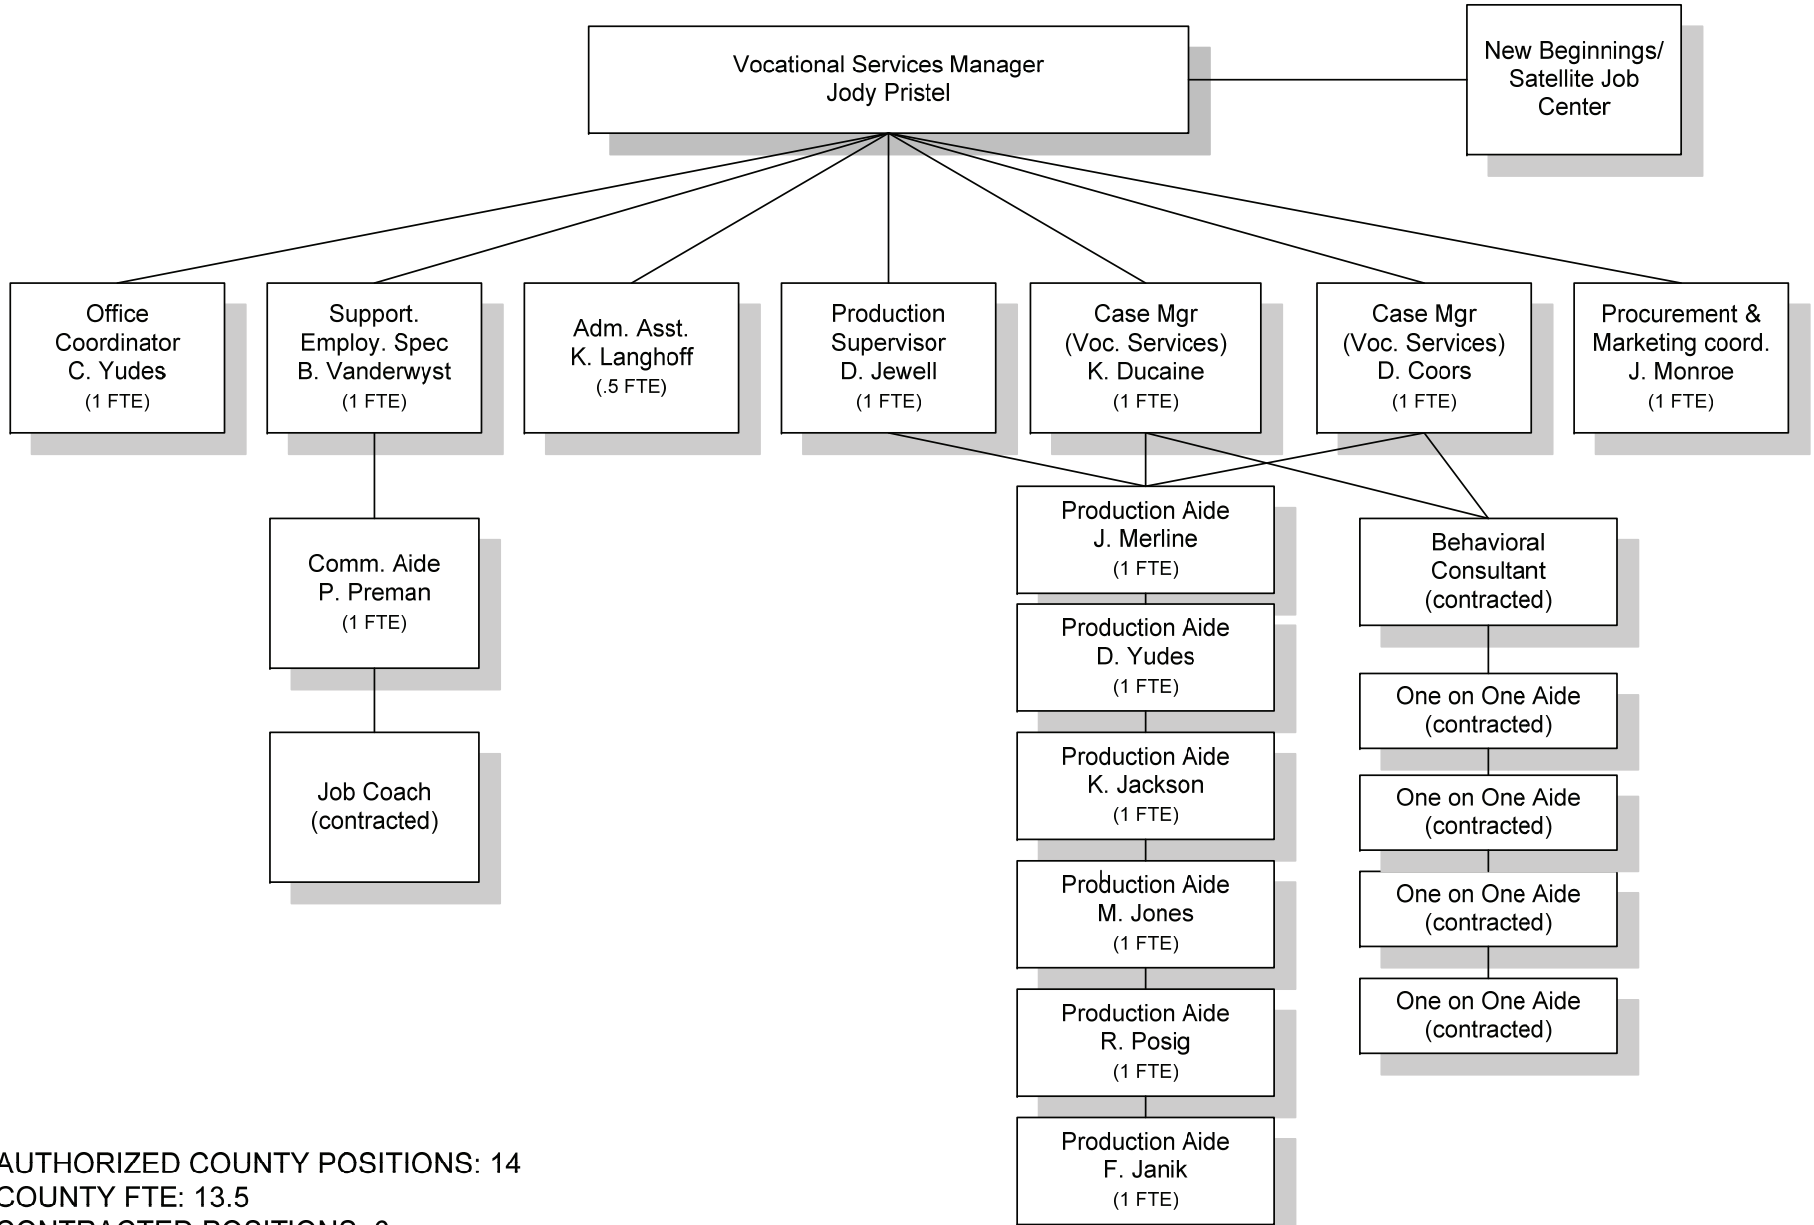 Vocational Services Manager
Jody Pristel
New Beginnings/
Satellite Job
Center
Office
Coordinator
C. Yudes
(1 FTE)
Support.
Employ. Spec
B. Vanderwyst
(1 FTE)
Adm. Asst.
K. Langhoff
(.5 FTE)
Production
Supervisor
D. Jewell
(1 FTE)
Case Mgr
(Voc. Services)
K. Ducaine
(1 FTE)
Case Mgr
(Voc. Services)
D. Coors
(1 FTE)
Procurement &
Marketing coord.
J. Monroe
(1 FTE)
Comm. Aide
P. Preman
(1 FTE)
Job Coach
(contracted)
Production Aide
J. Merline
(1 FTE)
Production Aide
D. Yudes
(1 FTE)
Production Aide
K. Jackson
(1 FTE)
Production Aide
M. Jones
(1 FTE)
Production Aide
R. Posig
(1 FTE)
Production Aide
F. Janik
(1 FTE)
Behavioral
Consultant
(contracted)
One on One Aide
(contracted)
One on One Aide
(contracted)
One on One Aide
(contracted)
One on One Aide
(contracted)
AUTHORIZED COUNTY POSITIONS: 14
COUNTY FTE: 13.5
CONTRACTED POSITIONS: